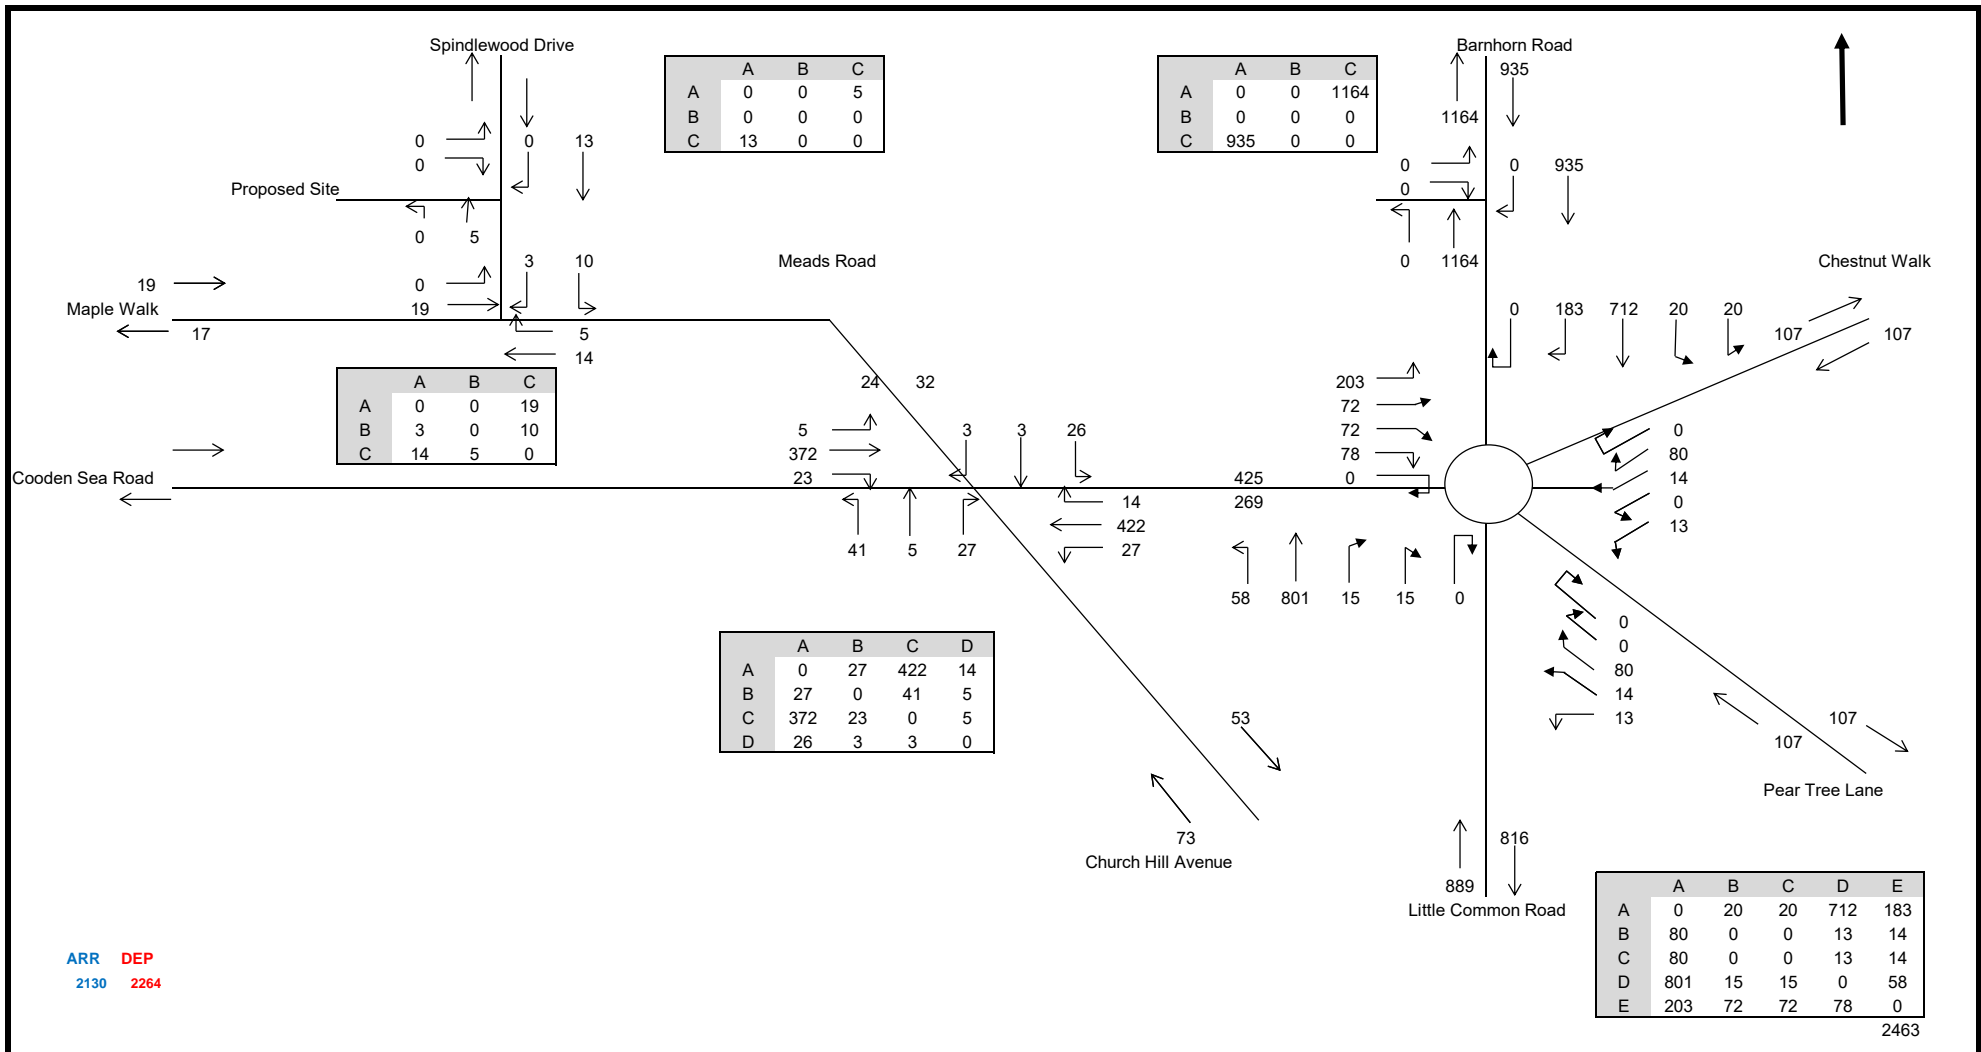 Spindlewood Drive
Barnhorn Road
A B C
A 0 0 5
B 0 0 0
C 13 0 0
A B C
A 0 0 1164
B 0 0 0
C 935 0 0
935
1164
0 0 13
0
0 0 935
0
Proposed Site
0 5
0 1164
Meads Road
Chestnut Walk
3 10
19
0
Maple Walk
19
17
5
14
0 183 712 20 20
107 107
A B C
A 0 0 19
B 3 0 10
C 14 5 0
24 32
203
72
72
78
0
5
372
23
3 3 26
Cooden Sea Road
425
269
14
422
27
41 5 27
0
80
14
0
13
58 801 15 15 0
0
0
80
14
13
A B C D
A 0 27 422 14
B 27 0 41 5
C 372 23 0 5
D 26 3 3 0
53
107
107
Pear Tree Lane
73
Church Hill Avenue
816
889
Little Common Road
A B C D E
A 0 20 20 712 183
B 80 0 0 13 14
C 80 0 0 13 14
D 801 15 15 0 58
E 203 72 72 78 0
2463
ARR DEP
2130 2264